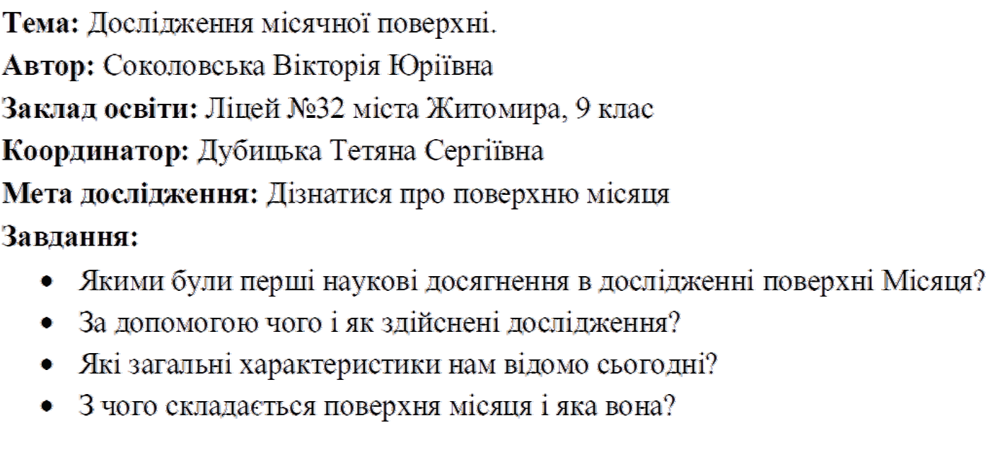 Тема: Дослідження місячної поверхні.
Автор: Соколовська Вікторія Юріївна
Заклад освіти: Ліцей №32 міста Житомира, 9 клас
Координатор: Дубицька Тетяна Сергіївна
Мета дослідження: Дізнатися про поверхню місяця
Завдання:
• Якими були перші наукові досягнення в дослідженні поверхні Місяця?
• За допомогою чого і як здійснені дослідження?
• Які загальні характеристики нам відомо сьогодні?
• З чого складається поверхня місяця і яка вона?